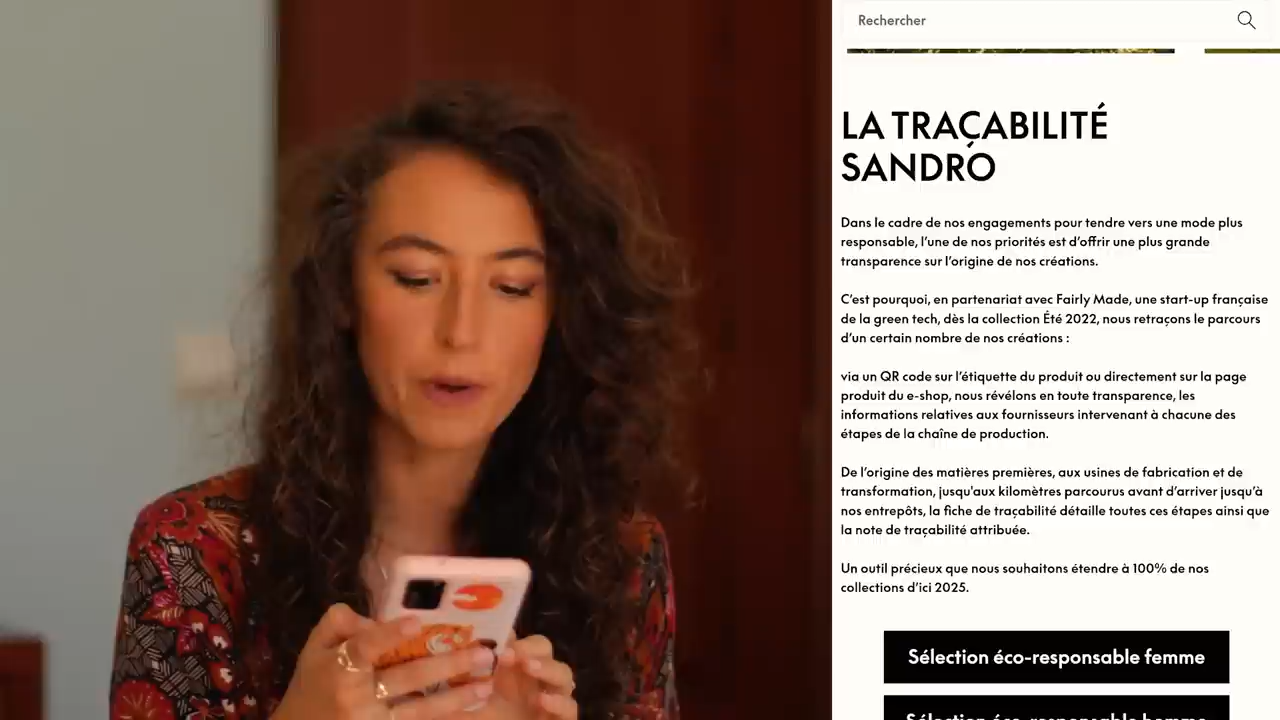 Rechercher
LA TRAÇABILITÉ
SANDRO
Dans le cadre de nos engagements pour tendre vers une mode plus
responsable, l’une de nos priorités est d’offrir une plus grande
transparence sur l’origine de nos créations.
C’est pourquoi, en partenariat avec Fairly Made, une start-up française
de la green tech, dès la collection Été 2022, nous retraçons le parcours
d’un certain nombre de nos créations :
via un QR code sur l’étiquette du produit ou directement sur la page
produit du e-shop, nous révélons en toute transparence, les
informations relatives aux fournisseurs intervenant à chacune des
étapes de la chaîne de production.
De l’origine des matières premières, aux usines de fabrication et de
transformation, jusqu'aux kilomètres parcourus avant d’arriver jusqu’à
nos entrepôts, la fiche de traçabilité détaille toutes ces étapes ainsi que
la note de traçabilité attribuée.
Un outil précieux que nous souhaitons étendre à 100% de nos
collections d’ici 2025.
Sélection éco-responsable femme
Sélection éco-responsable homme